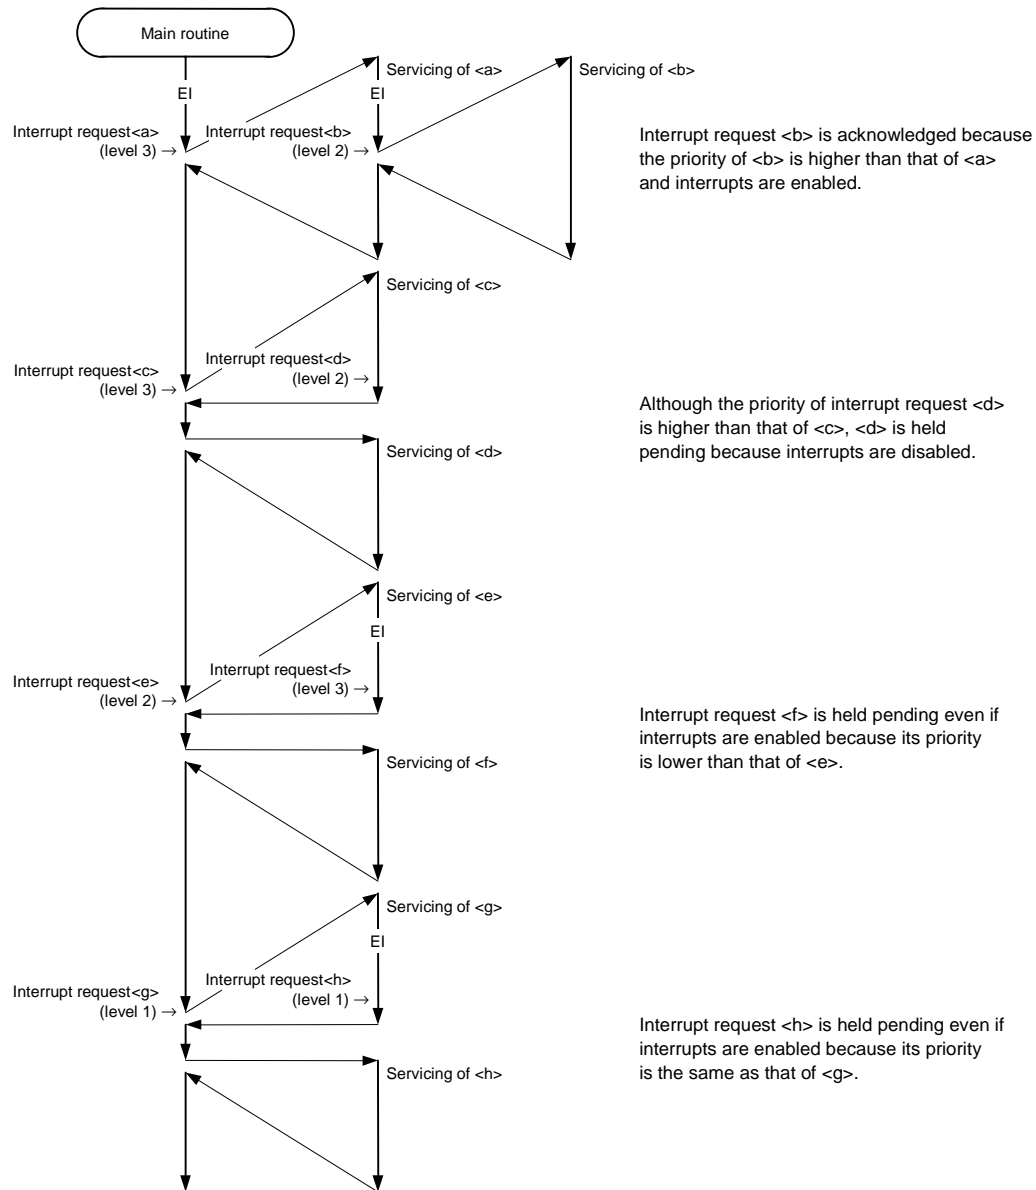 Main routine
EI
Servicing of <a>
EI
Servicing of <b>
Interrupt request<a>
(level 3) →
Interrupt request<b>
(level 2) →
Interrupt request <b> is acknowledged because
the priority of <b> is higher than that of <a>
and interrupts are enabled.
Servicing of <c>
Interrupt request<c>
(level 3) →
Interrupt request<d>
(level 2) →
Although the priority of interrupt request <d>
is higher than that of <c>, <d> is held
pending because interrupts are disabled.
Servicing of <d>
Servicing of <e>
EI
Interrupt request<e>
(level 2) →
Interrupt request<f>
(level 3) →
Interrupt request <f> is held pending even if
interrupts are enabled because its priority
is lower than that of <e>.
Servicing of <f>
Servicing of <g>
EI
Interrupt request<g>
(level 1) →
Interrupt request<h>
(level 1) →
Interrupt request <h> is held pending even if
interrupts are enabled because its priority
is the same as that of <g>.
Servicing of <h>